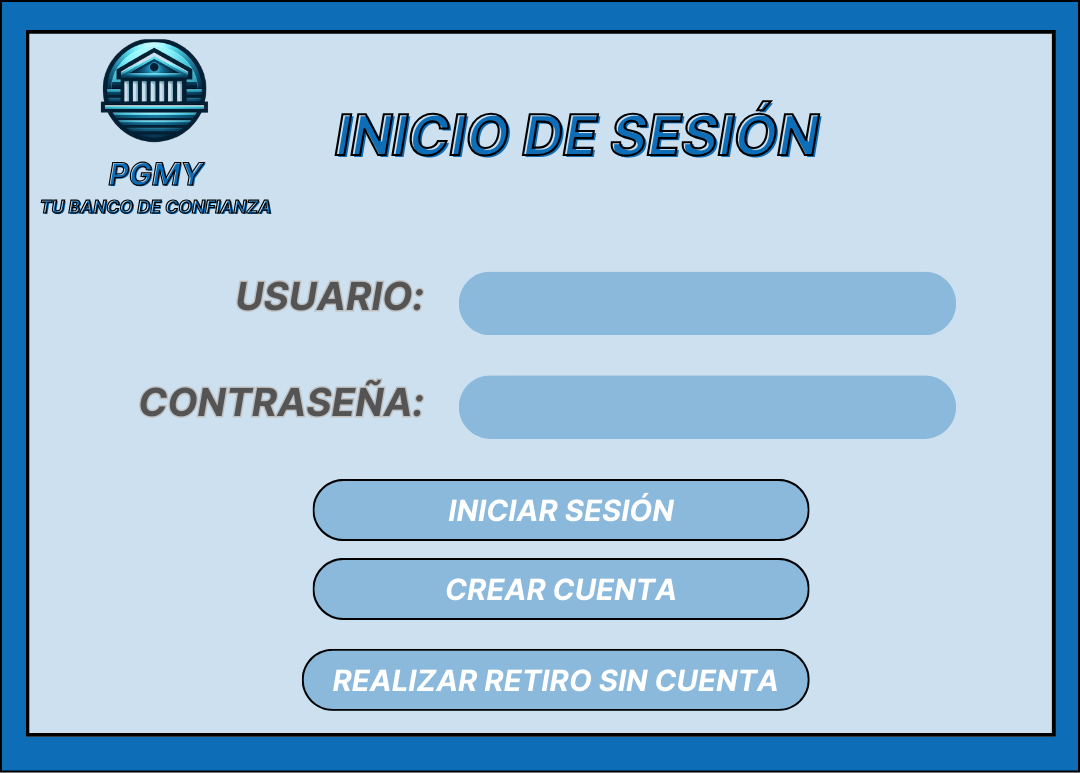 INICIO DE SESIÓN
PGMY
TU BANCO DE CONFIANZA
USUARIO:
CONTRASEÑA:
INICIAR SESIÓN
CREAR CUENTA
REALIZAR RETIRO SIN CUENTA